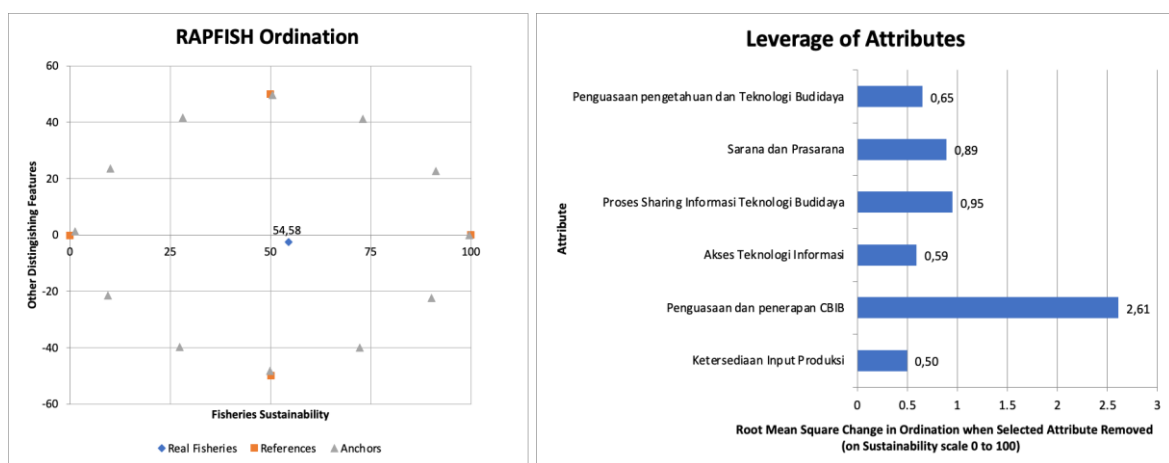 RAPFISH Ordination
60
40
20
0
-20
-40
-60
Other Distingishing Features
54,58
0
25
50
75
100
Fisheries Sustainability
Real Fisheries
References
Anchors
Leverage of Attributes
Attribute
Penguasaan pengetahuan dan Teknologi Budidaya
0,65
Sarana dan Prasarana
0,89
Proses Sharing Informasi Teknologi Budidaya
0,95
Akses Teknologi Informasi
0,59
Penguasaan dan penerapan CBIB
2,61
Ketersediaan Input Produksi
0,50
0
0.5
1
1.5
2
2.5
3
Root Mean Square Change in Ordination when Selected Attribute Removed
(on Sustainability scale 0 to 100)